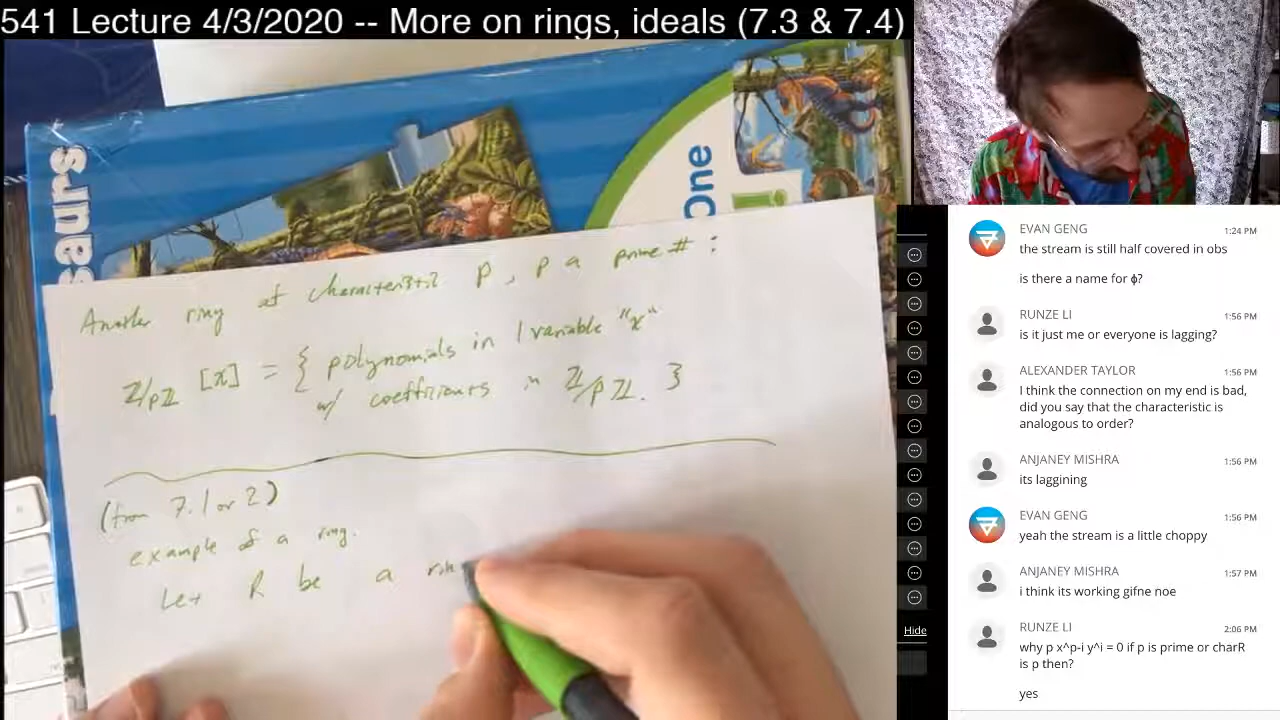 541 Lecture 4/3/2020 -- More on rings, ideals (7.3 & 7.4)
saurs
One
Another ring of characteristic p, p a prime # :
Z/pZ [x] = { polynomials in 1 variable "x"
w/ coefficients in Z/pZ. }
(from 7.1 or 2)
example of a ring.
Let R be a ring
EVAN GENG 1:24 PM
the stream is still half covered in obs
is there a name for ϕ?
RUNZE LI 1:56 PM
is it just me or everyone is lagging?
ALEXANDER TAYLOR 1:56 PM
I think the connection on my end is bad,
did you say that the characteristic is
analogous to order?
ANJANEY MISHRA 1:56 PM
its laggining
EVAN GENG 1:56 PM
yeah the stream is a little choppy
ANJANEY MISHRA 1:57 PM
i think its working gifne noe
RUNZE LI 2:06 PM
why p x^p-i y^i = 0 if p is prime or charR
is p then?
yes
Hide